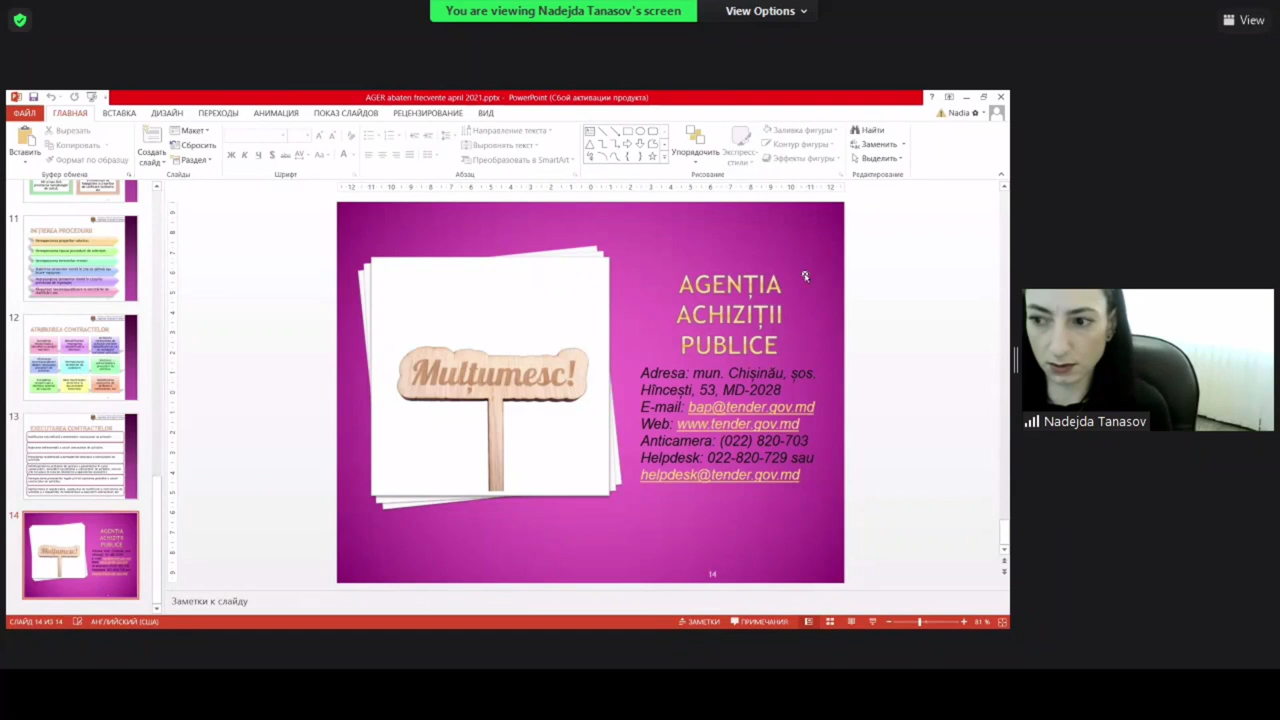 You are viewing Nadejda Tanasov's screen
View Options
View
AGER abateri frecvente april 2021.pptx - PowerPoint (Сбой активации продукта)
ФАЙЛ ГЛАВНАЯ ВСТАВКА ДИЗАЙН ПЕРЕХОДЫ АНИМАЦИЯ ПОКАЗ СЛАЙДОВ РЕЦЕНЗИРОВАНИЕ ВИД
Nadia
Вставить
Вырезать
Копировать
Формат по образцу
Буфер обмена
Создать слайд
Макет
Сбросить
Раздел
Слайды
Шрифт
Направление текста
Выровнять текст
Преобразовать в SmartArt
Абзац
Упорядочить
Экспресс-стили
Заливка фигуры
Контур фигуры
Эффекты фигуры
Рисование
Найти
Заменить
Выделить
Редактирование
11
INIȚIEREA PROCEDURII
12
ATRIBUIREA CONTRACTELOR
13
EXECUTAREA CONTRACTELOR
14
Mulțumesc!
AGENȚIA
ACHIZIȚII
PUBLICE
Adresa: mun. Chișinău, șos.
Hîncești, 53, MD-2028
E-mail: bap@tender.gov.md
Web: www.tender.gov.md
Anticamera: (022) 820-703
Helpdesk: 022-820-729 sau
helpdesk@tender.gov.md
14
Заметки к слайду
СЛАЙД 14 ИЗ 14 АНГЛИЙСКИЙ (США) ЗАМЕТКИ ПРИМЕЧАНИЯ 81 %
Nadejda Tanasov